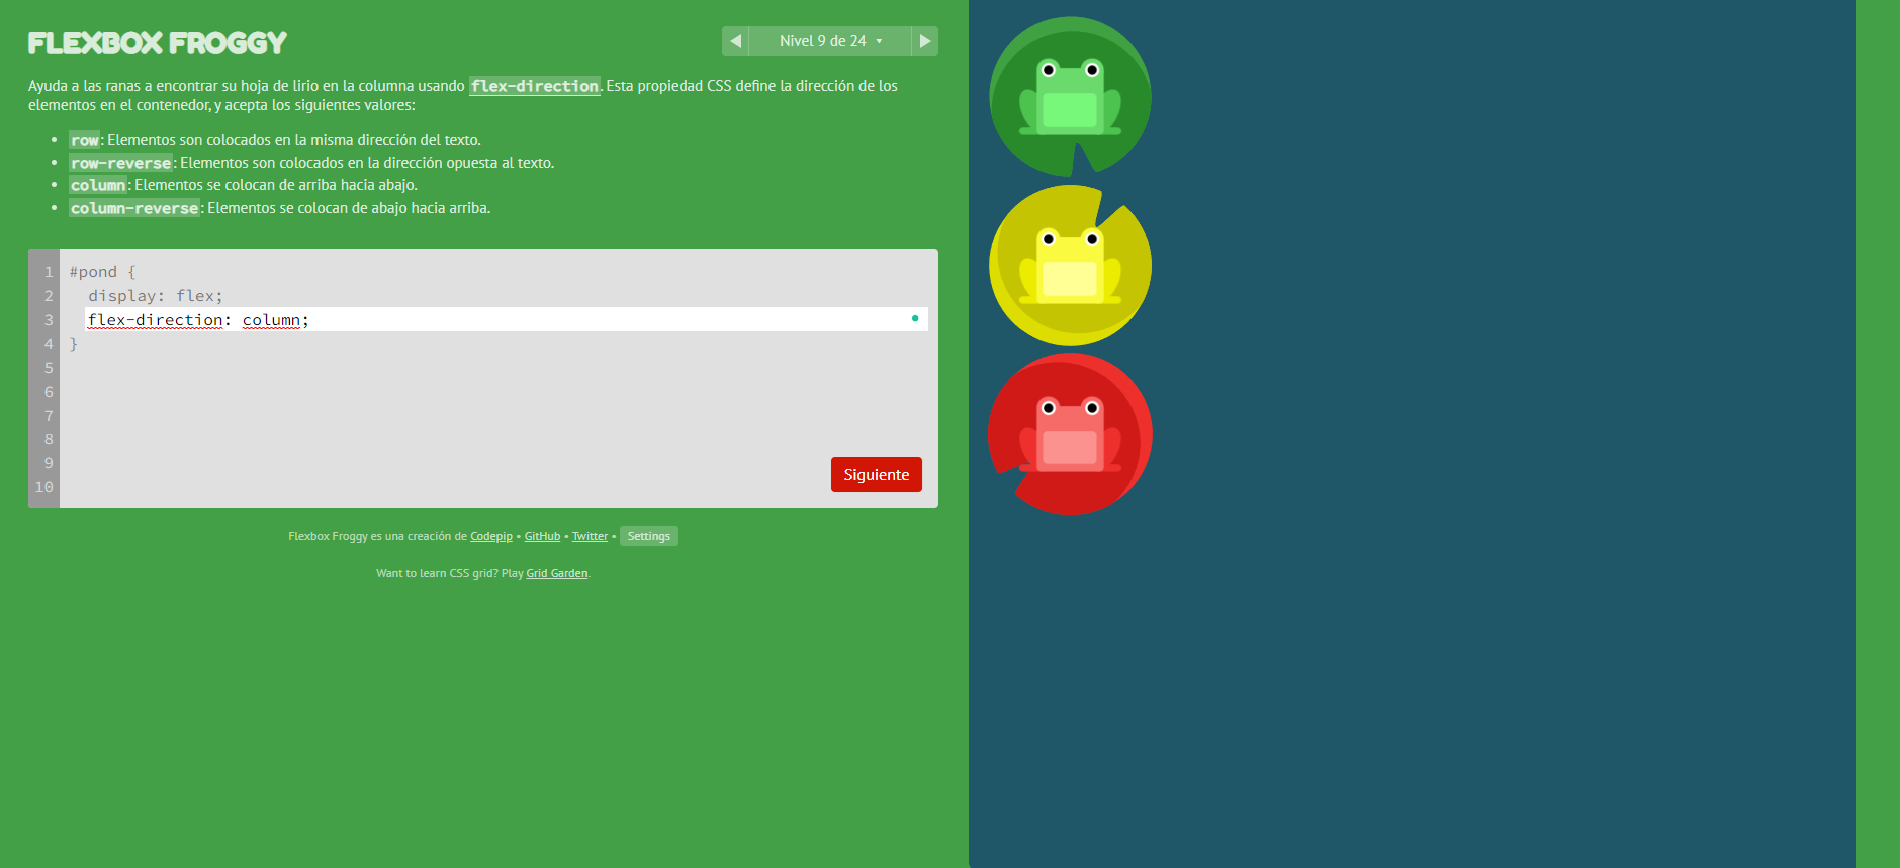 FLEXBOX FROGGY
Nivel 9 de 24
Ayuda a las ranas a encontrar su hoja de lirio en la columna usando flex-direction. Esta propiedad CSS define la dirección de los
elementos en el contenedor, y acepta los siguientes valores:
• row: Elementos son colocados en la misma dirección del texto.
• row-reverse: Elementos son colocados en la dirección opuesta al texto.
• column: Elementos se colocan de arriba hacia abajo.
• column-reverse: Elementos se colocan de abajo hacia arriba.
1 #pond {
2 display: flex;
3 flex-direction: column;
4 }
5
6
7
8
9
10
Siguiente
Flexbox Froggy es una creación de Codepip • GitHub • Twitter • Settings
Want to learn CSS grid? Play Grid Garden.